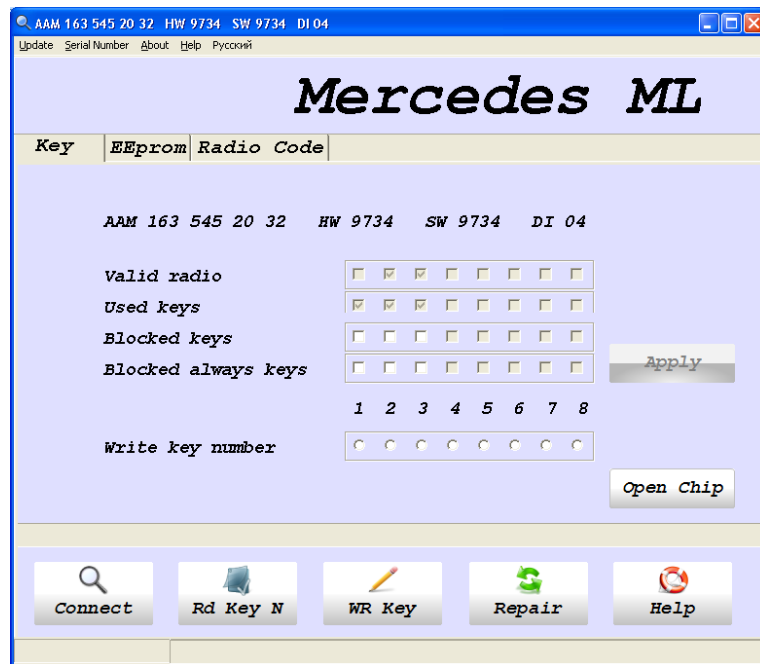 AAM 163 545 20 32 HW 9734 SW 9734 DI 04
Update Serial Number About Help Русский
Mercedes ML
Key EEprom Radio Code
AAM 163 545 20 32 HW 9734 SW 9734 DI 04
Valid radio
Used keys
Blocked keys
Blocked always keys
Apply
1 2 3 4 5 6 7 8
Write key number
Open Chip
Connect Rd Key N WR Key Repair Help